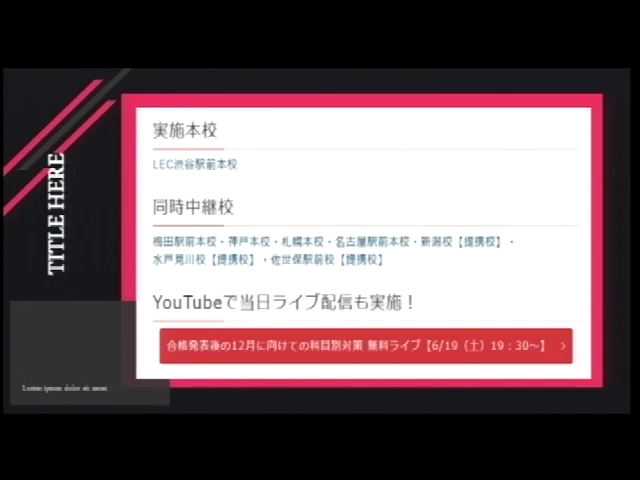 実施本校
LEC渋谷駅前本校
同時中継校
梅田駅前本校・神戸本校・札幌本校・名古屋駅前本校・新潟校【提携校】・
水戸見川校【提携校】・佐世保駅前校【提携校】
YouTubeで当日ライブ配信も実施！
合格発表後の12月に向けての科目別対策 無料ライブ【6/19（土）19：30～】
TITLE HERE
Lorem ipsum dolor sit amet